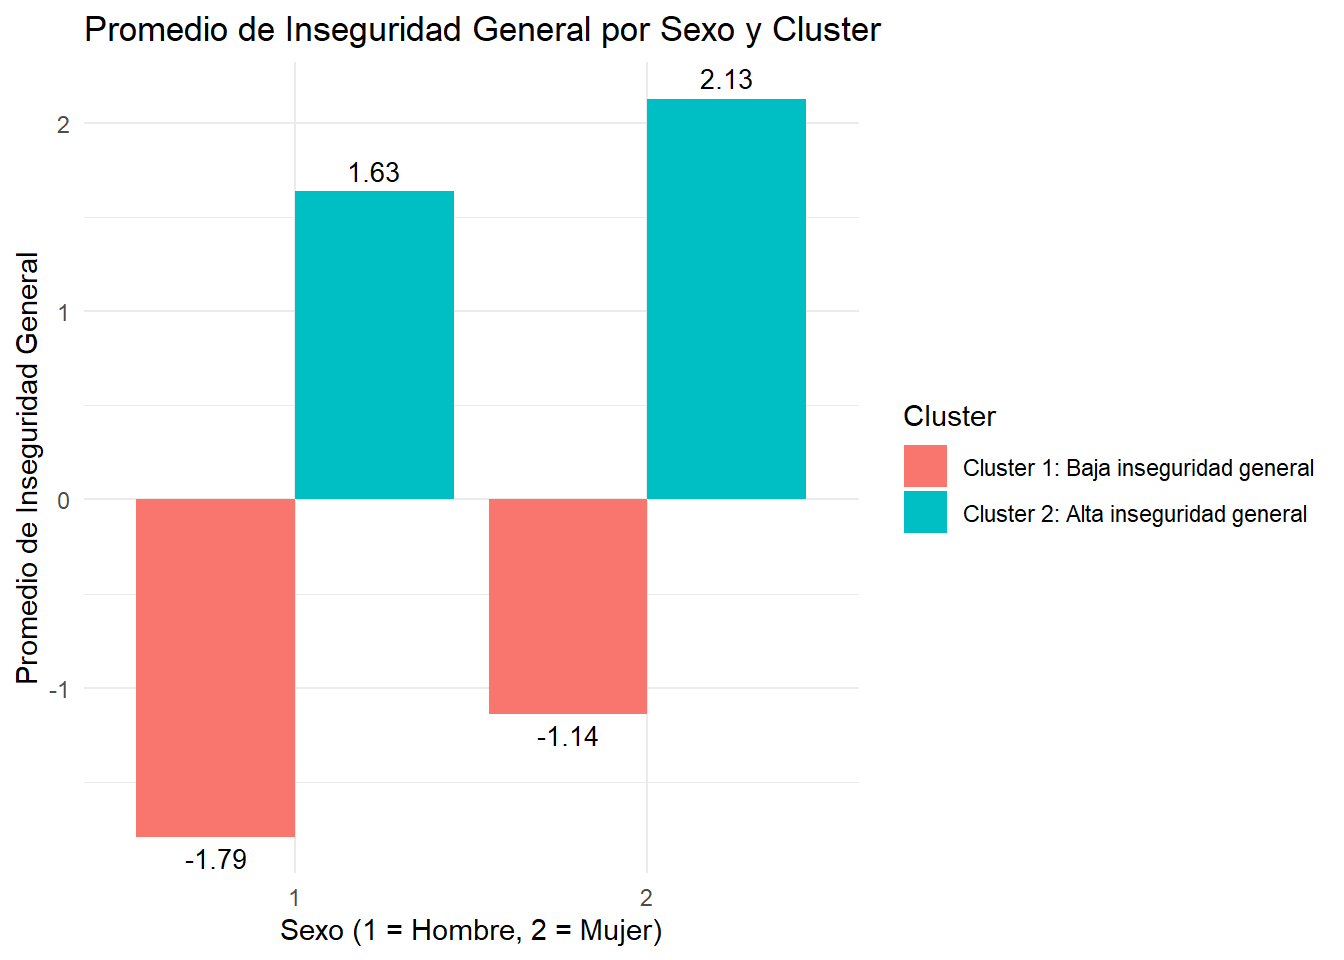 Promedio de Inseguridad General por Sexo y Cluster
2.13
2
1.63
1
Promedio de Inseguridad General
0
-1
-1.14
-1.79
1
2
Sexo (1 = Hombre, 2 = Mujer)
Cluster
Cluster 1: Baja inseguridad general
Cluster 2: Alta inseguridad general